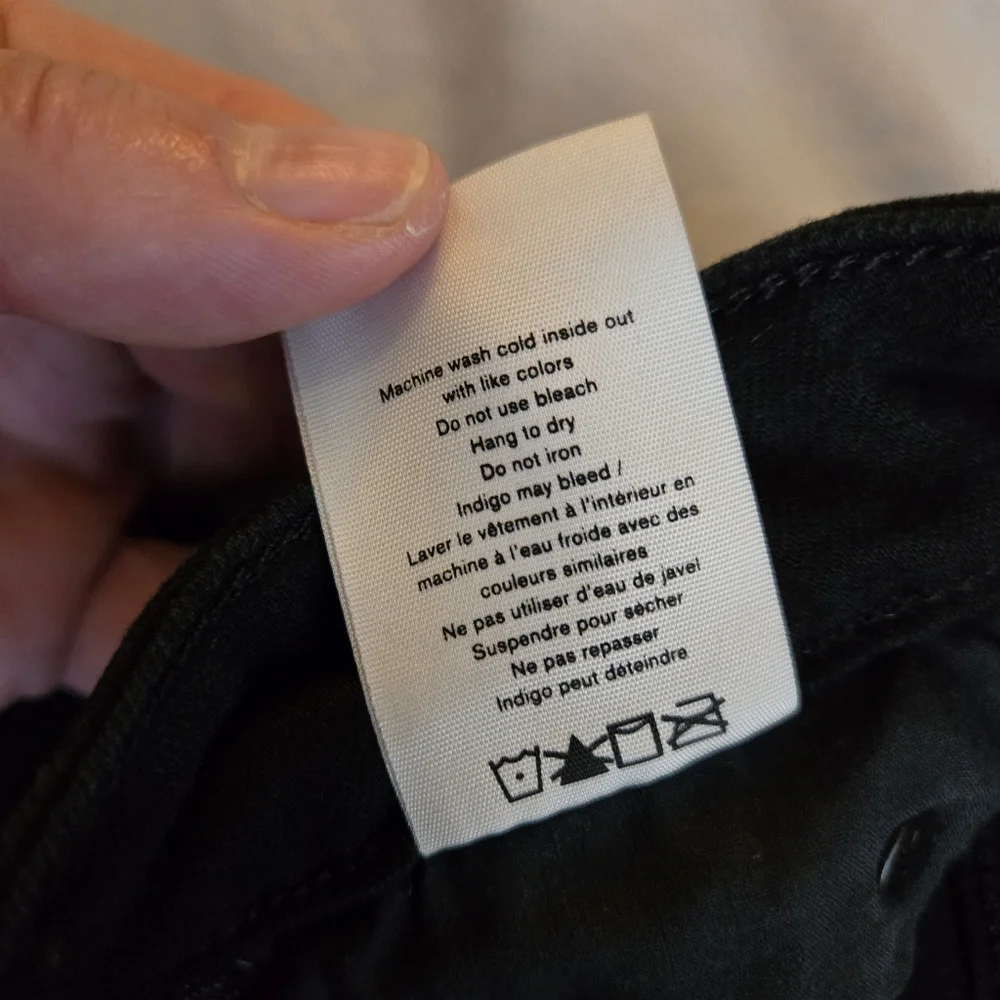 Machine wash cold inside out
with like colors
Do not use bleach
Hang to dry
Do not iron
Indigo may bleed /
Laver le vêtement à l'intérieur en
machine à l'eau froide avec des
couleurs similaires
Ne pas utiliser d'eau de javel
Suspendre pour sécher
Ne pas repasser
Indigo peut déteindre